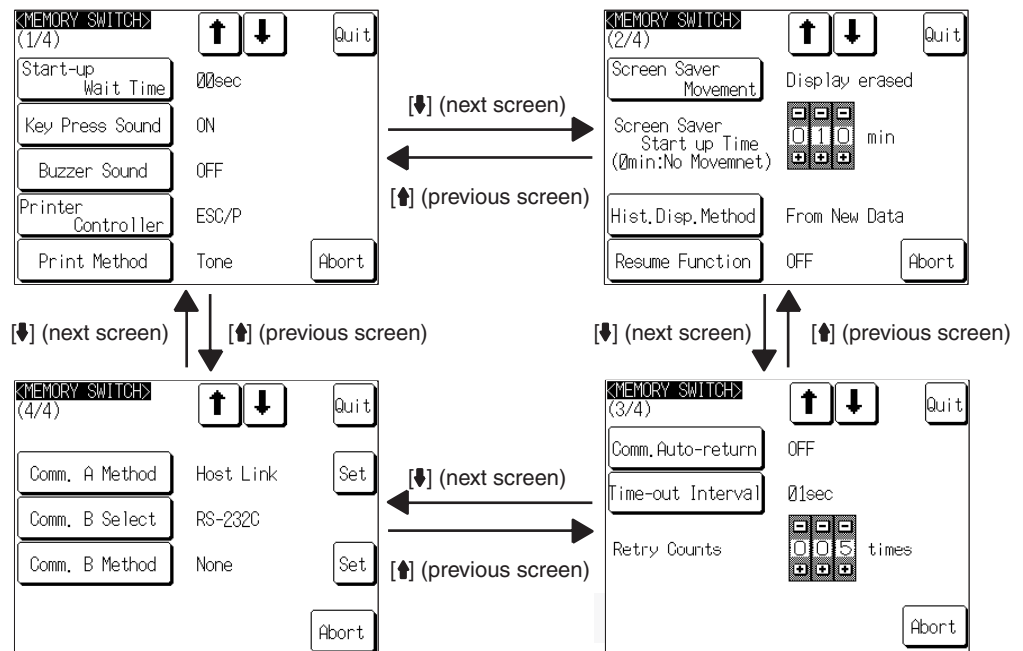 <MEMORY SWITCH>
(1/4)
Quit
Start-up
Wait Time
00sec
Key Press Sound
ON
Buzzer Sound
OFF
Printer
Controller
ESC/P
Print Method
Tone
Abort
[⬇] (next screen)
[⬆] (previous screen)
<MEMORY SWITCH>
(2/4)
Quit
Screen Saver
Movement
Display erased
Screen Saver
Start up Time
(0min:No Movemnet)
010 min
Hist.Disp.Method
From New Data
Resume Function
OFF
Abort
[⬇] (next screen)
[⬆] (previous screen)
[⬇] (next screen)
[⬆] (previous screen)
<MEMORY SWITCH>
(4/4)
Quit
Comm. A Method
Host Link
Set
Comm. B Select
RS-232C
Comm. B Method
None
Set
Abort
[⬇] (next screen)
[⬆] (previous screen)
<MEMORY SWITCH>
(3/4)
Quit
Comm.Auto-return
OFF
Time-out Interval
01sec
Retry Counts
005 times
Abort